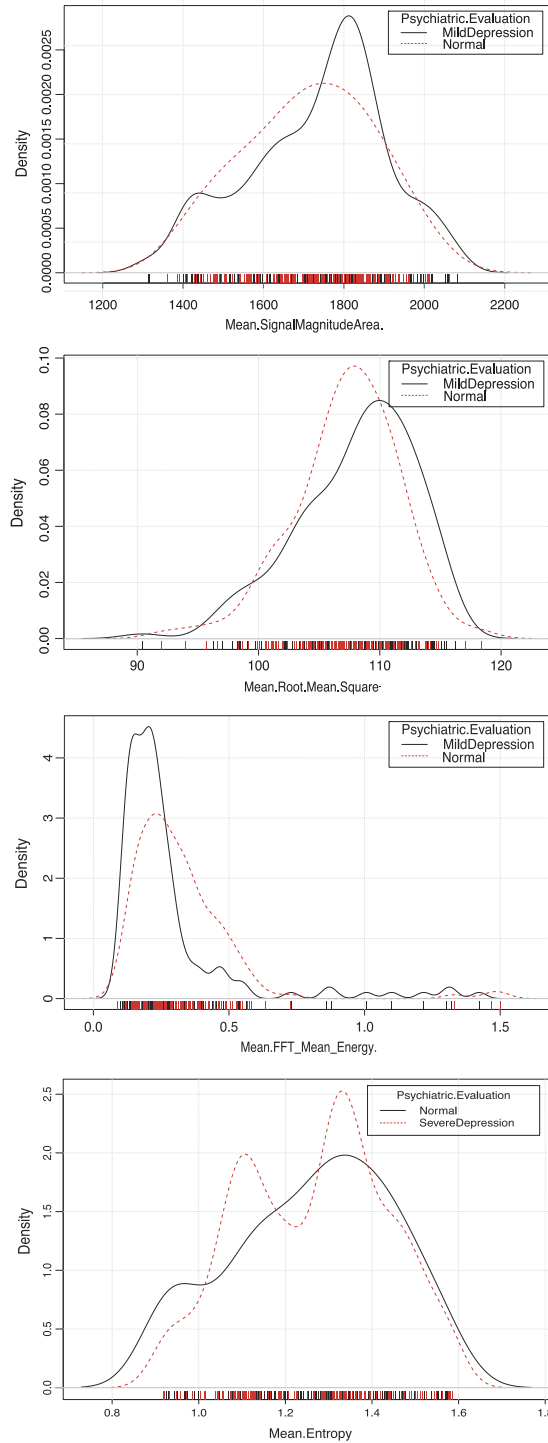 Psychiatric.Evaluation
MildDepression
Normal
Density
0.0000 0.0005 0.0010 0.0015 0.0020 0.0025
1200 1400 1600 1800 2000 2200
Mean.SignalMagnitudeArea.
Psychiatric.Evaluation
MildDepression
Normal
Density
0.00 0.02 0.04 0.06 0.08 0.10
90 100 110 120
Mean.Root.Mean.Square-
Psychiatric.Evaluation
MildDepression
Normal
Density
0 1 2 3 4
0.0 0.5 1.0 1.5
Mean.FFT_Mean_Energy.
Psychiatric.Evaluation
Normal
SevereDepression
Density
0.0 0.5 1.0 1.5 2.0 2.5
0.8 1.0 1.2 1.4 1.6 1.8
Mean.Entropy